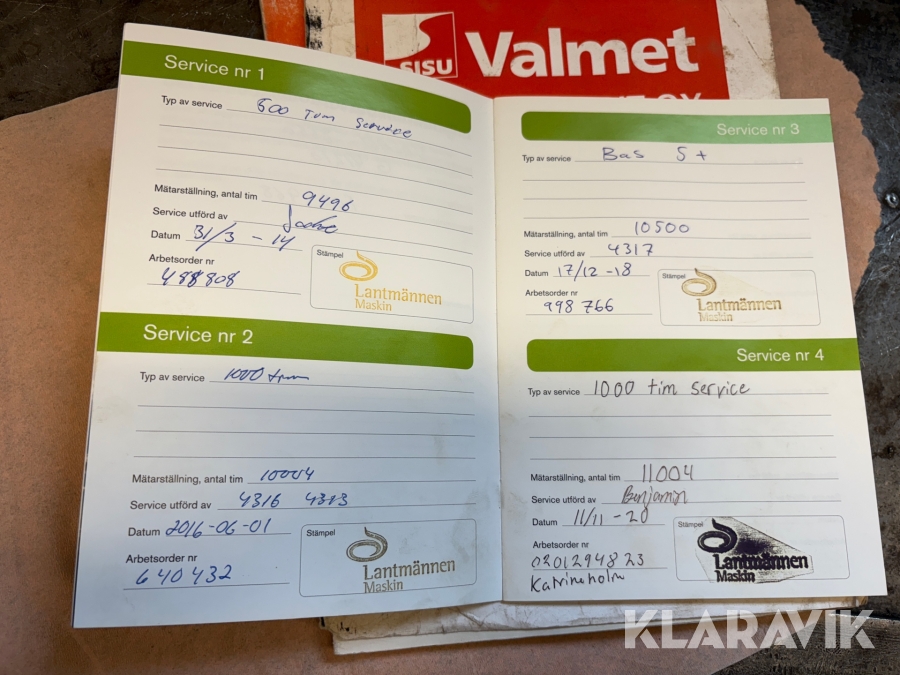 SISU Valmet
Service nr 1
Typ av service 500 tim service
Mätarställning, antal tim 9496
Service utförd av
Datum 31/3 - 14
Arbetsorder nr
488808
Stämpel
Lantmännen
Maskin
Service nr 2
Typ av service 1000 tim
Mätarställning, antal tim 10004
Service utförd av 4316 4313
Datum 2016-06-01
Arbetsorder nr
640432
Stämpel
Lantmännen
Maskin
Service nr 3
Typ av service Bas 5+
Mätarställning, antal tim 10500
Service utförd av 4317
Datum 17/12 -18
Arbetsorder nr
998 766
Stämpel
Lantmännen
Maskin
Service nr 4
Typ av service 1000 tim service
Mätarställning, antal tim 11004
Service utförd av Benjamin
Datum 11/11 - 20
Arbetsorder nr
0201294823
Katrineholm
Stämpel
Lantmännen
Maskin
KLARAVIK